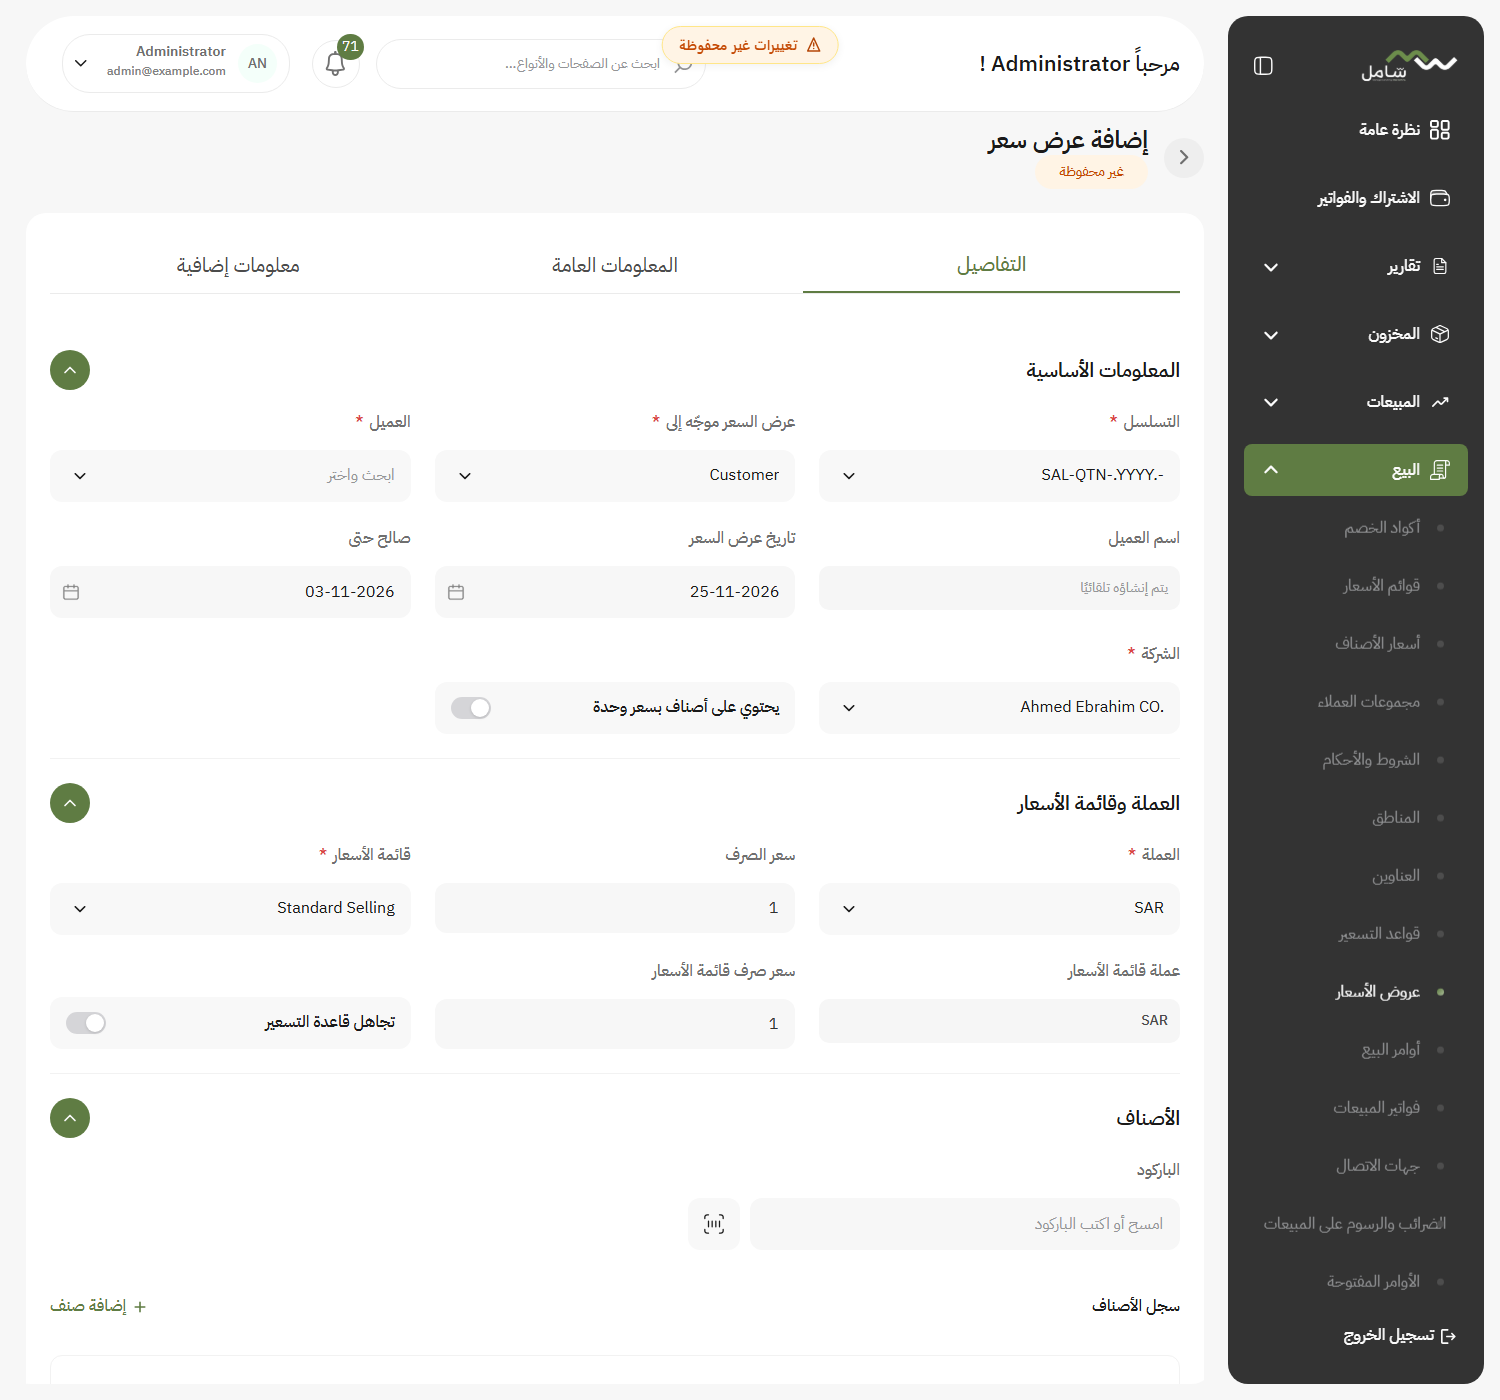 شامل
نظرة عامة
الاشتراك والفواتير
تقارير
المخزون
المبيعات
البيع
أكواد الخصم
قوائم الأسعار
أسعار الأصناف
مجموعات العملاء
الشروط والأحكام
المناطق
العناوين
قواعد التسعير
عروض الأسعار
أوامر البيع
فواتير المبيعات
جهات الاتصال
الضرائب والرسوم على المبيعات
الأوامر المفتوحة
تسجيل الخروج
مرحباً Administrator !
تغييرات غير محفوظة
ابحث عن الصفحات والأنواع...
71
AN
Administrator
admin@example.com
إضافة عرض سعر
غير محفوظة
التفاصيل
المعلومات العامة
معلومات إضافية
المعلومات الأساسية
التسلسل *
عرض السعر موجّه إلى *
العميل *
SAL-QTN-.YYYY.-
Customer
ابحث واختر
اسم العميل
تاريخ عرض السعر
صالح حتى
يتم إنشاؤه تلقائيًا
25-11-2026
03-11-2026
الشركة *
Ahmed Ebrahim CO.
يحتوي على أصناف بسعر وحدة
العملة وقائمة الأسعار
العملة *
سعر الصرف
قائمة الأسعار *
SAR
1
Standard Selling
عملة قائمة الأسعار
سعر صرف قائمة الأسعار
SAR
1
تجاهل قاعدة التسعير
الأصناف
الباركود
امسح أو اكتب الباركود
سجل الأصناف
+ إضافة صنف